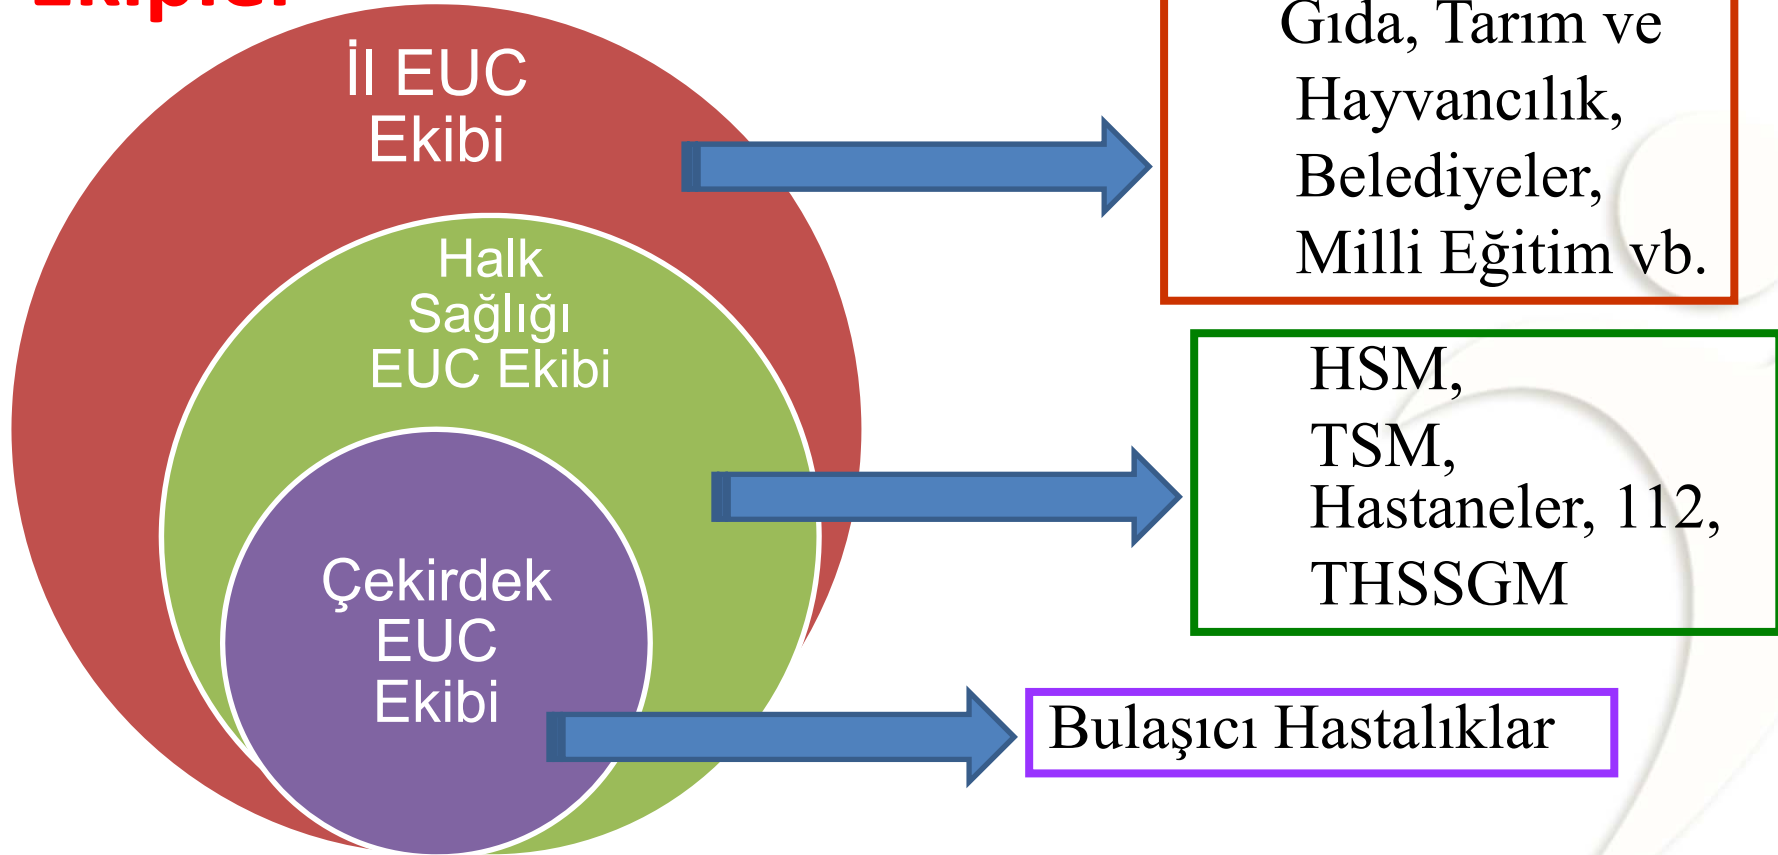 Ekipler
İl EUC
Ekibi
Halk
Sağlığı
EUC Ekibi
Çekirdek
EUC
Ekibi
Gıda, Tarım ve
Hayvancılık,
Belediyeler,
Milli Eğitim vb.
HSM,
TSM,
Hastaneler, 112,
THSSGM
Bulaşıcı Hastalıklar